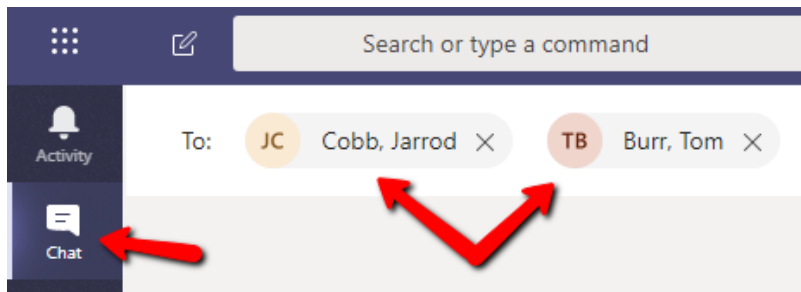 Search or type a command
Activity
To: JC Cobb, Jarrod TB Burr, Tom
Chat